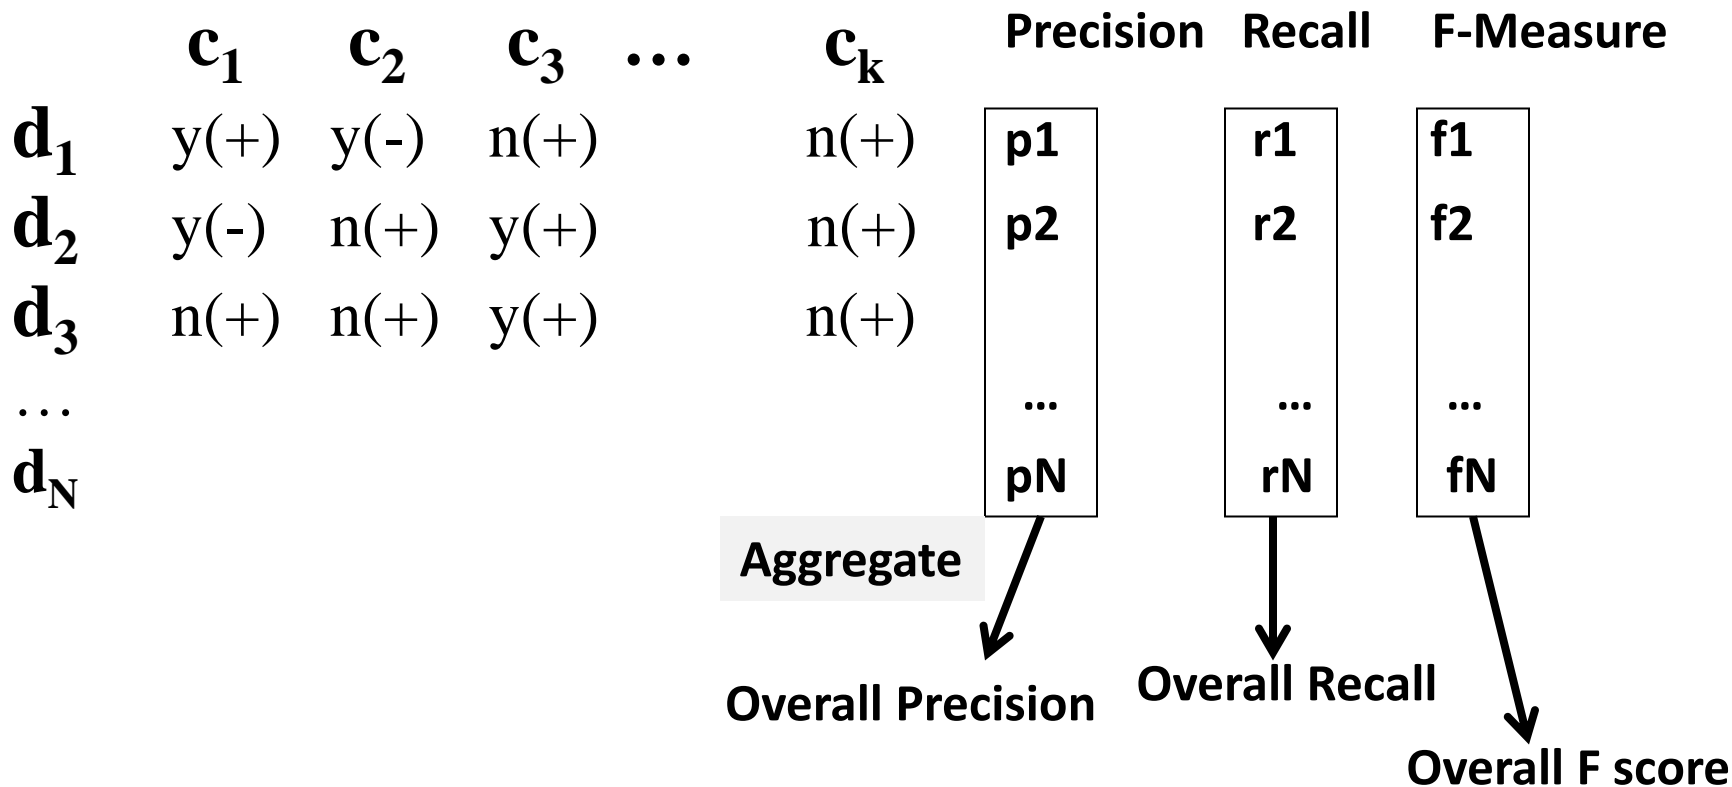 c1 c2 c3 … ck Precision Recall F-Measure
d1 y(+) y(-) n(+) n(+) p1 r1 f1
d2 y(-) n(+) y(+) n(+) p2 r2 f2
d3 n(+) n(+) y(+) n(+)
… … … …
dN pN rN fN
Aggregate
Overall Precision Overall Recall
Overall F score